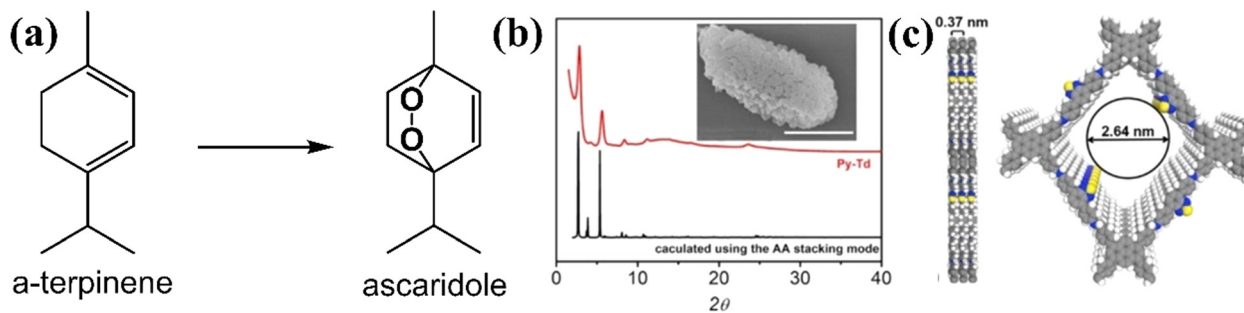 (a)
O
O
a-terpinene
ascaridole
(b)
Py-Td
caculated using the AA stacking mode
0 5 10 20 30 40
2θ
(c)
0.37 nm
2.64 nm